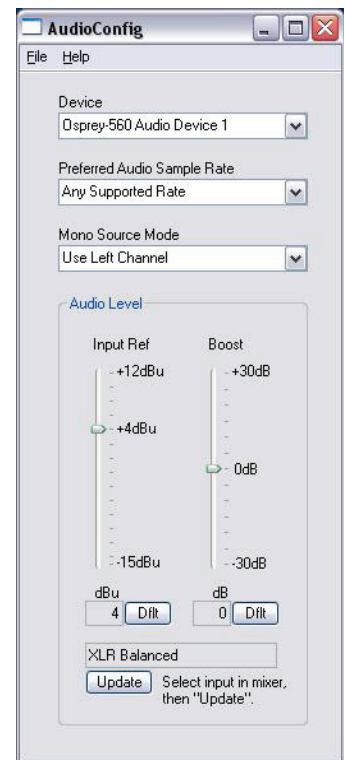 AudioConfig
File Help
Device
Osprey-560 Audio Device 1
Preferred Audio Sample Rate
Any Supported Rate
Mono Source Mode
Use Left Channel
Audio Level
Input Ref Boost
+12dBu +30dB
+4dBu
0dB
-15dBu -30dB
dBu dB
4 Dflt 0 Dflt
XLR Balanced
Update Select input in mixer,
then "Update".